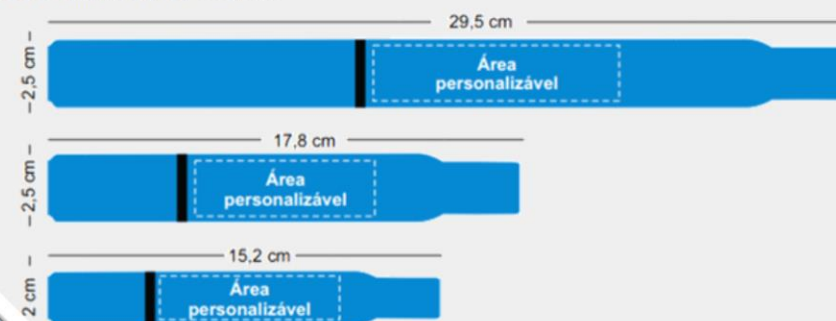 29,5 cm
2,5 cm
Área
personalizável
17,8 cm
2,5 cm
Área
personalizável
15,2 cm
2 cm
Área
personalizável